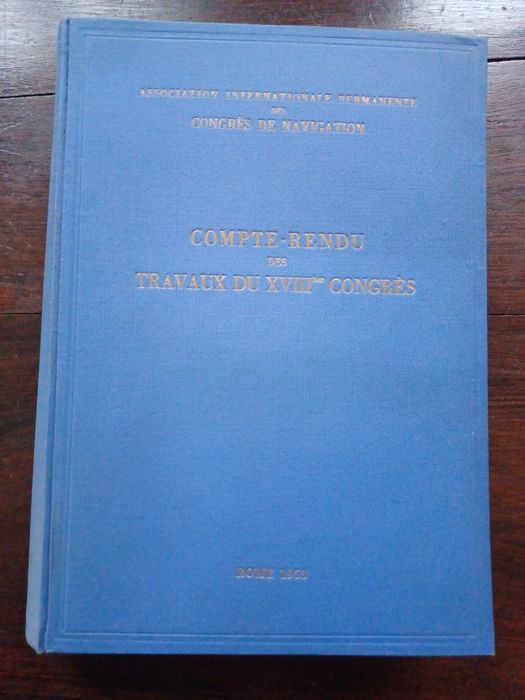 ASSOCIATION INTERNATIONALE PERMANENTE
DES
CONGRÈS DE NAVIGATION
COMPTE-RENDU
DES
TRAVAUX DU XVIIIme CONGRÈS
ROME 1953